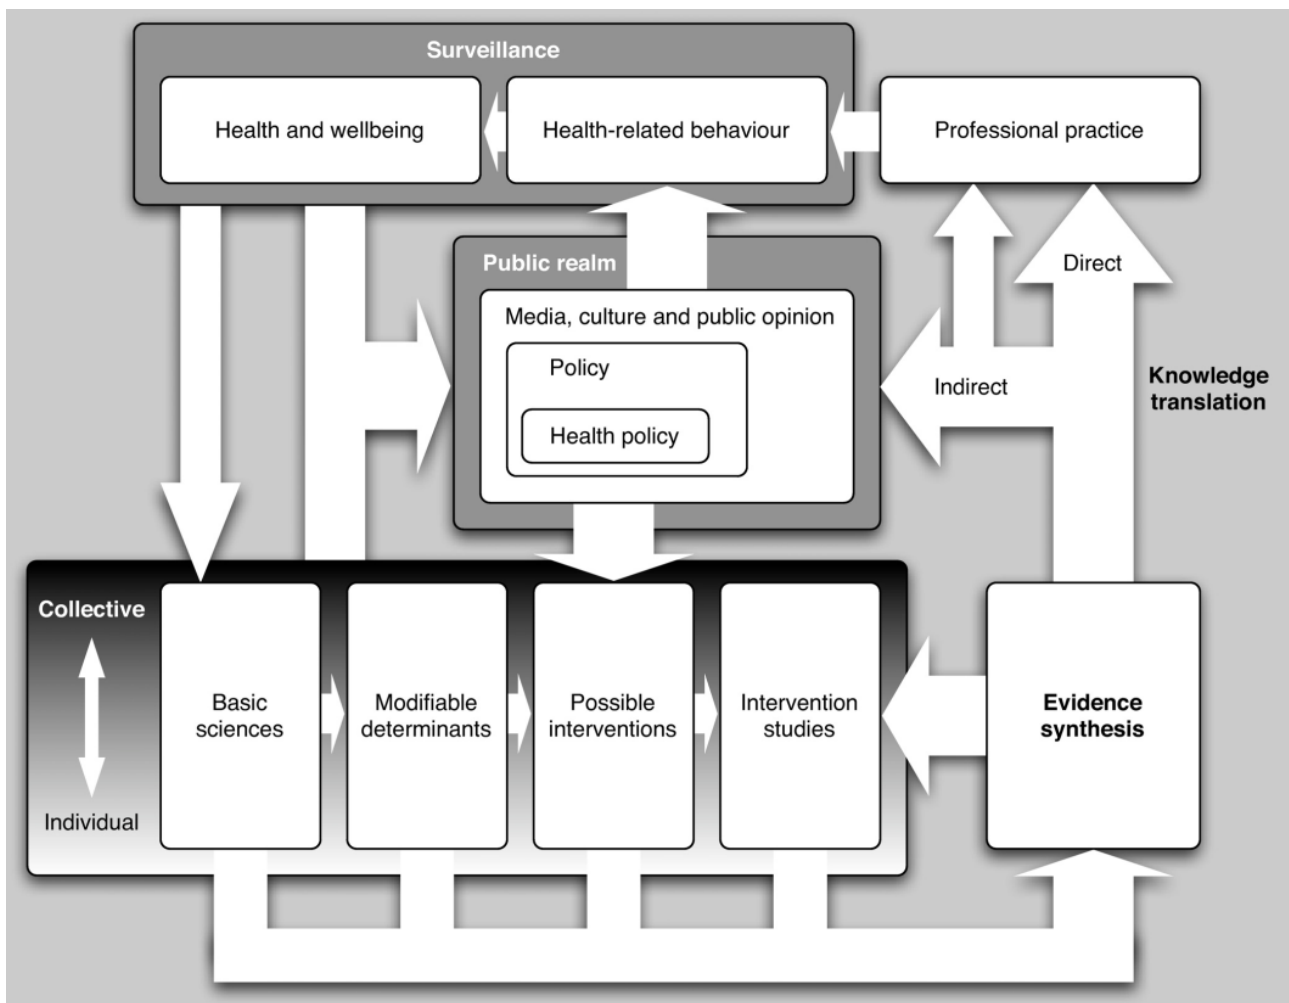 Surveillance
Health and wellbeing
Health-related behaviour
Professional practice
Public realm
Media, culture and public opinion
Policy
Health policy
Direct
Indirect
Knowledge
translation
Collective
Individual
Basic
sciences
Modifiable
determinants
Possible
interventions
Intervention
studies
Evidence
synthesis